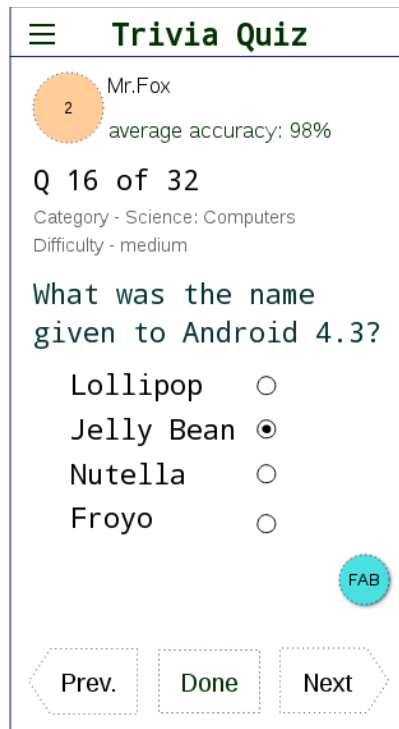 Trivia Quiz
Mr.Fox
2
average accuracy: 98%
Q 16 of 32
Category - Science: Computers
Difficulty - medium
What was the name
given to Android 4.3?
Lollipop
Jelly Bean
Nutella
Froyo
FAB
Prev. Done Next